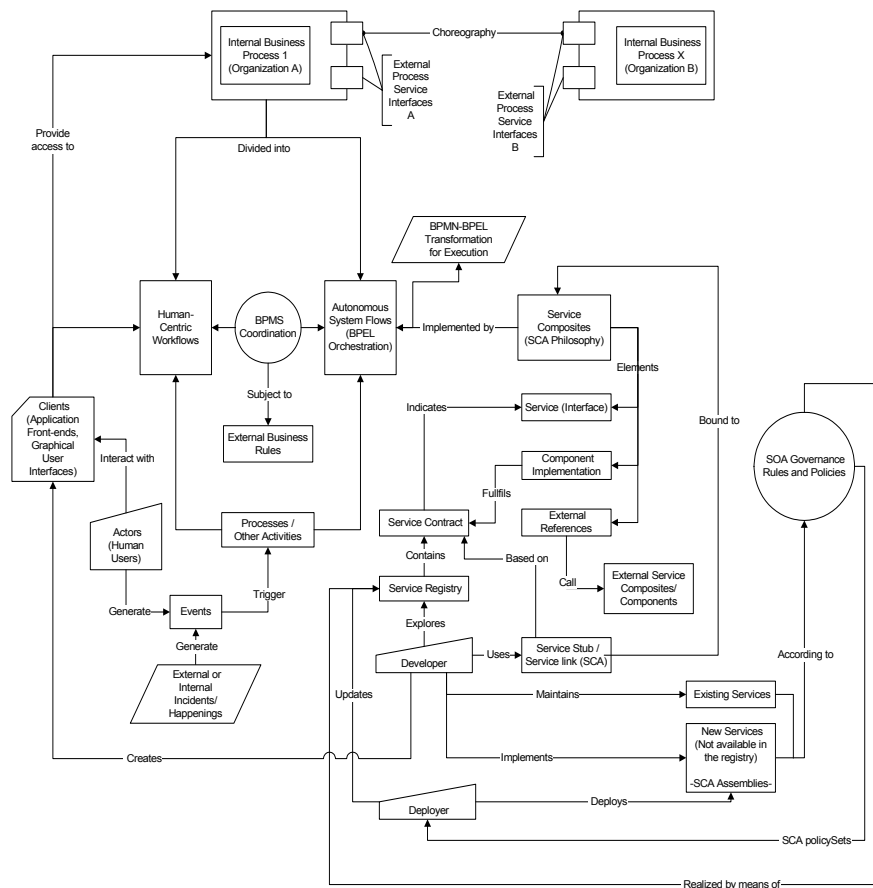 Internal Business
Process 1
(Organization A)
Choreography
Internal Business
Process X
(Organization B)
External
Process
Service
Interfaces
A
External
Process
Service
Interfaces
B
Provide
access to
Divided into
BPMN-BPEL
Transformation
for Execution
Human-
Centric
Workflows
BPMS
Coordination
Autonomous
System Flows
(BPEL
Orchestration)
Implemented by
Service
Composites
(SCA Philosophy)
Elements
Subject to
External Business
Rules
Indicates
Service (Interface)
Bound to
Clients
(Application
Front-ends,
Graphical
User
Interfaces)
Interact with
Component
Implementation
SOA Governance
Rules and Policies
Fullfils
Actors
(Human
Users)
Processes /
Other Activities
Service Contract
External
References
Contains
Based on
Call
External Service
Composites/
Components
Trigger
Service Registry
Generate
Events
Explores
Generate
Developer
Uses
Service Stub /
Service link (SCA)
According to
External or
Internal
Incidents/
Happenings
Updates
Maintains
Existing Services
Creates
Implements
New Services
(Not available in
the registry)
-SCA Assemblies-
Deployer
Deploys
SCA policySets
Realized by means of